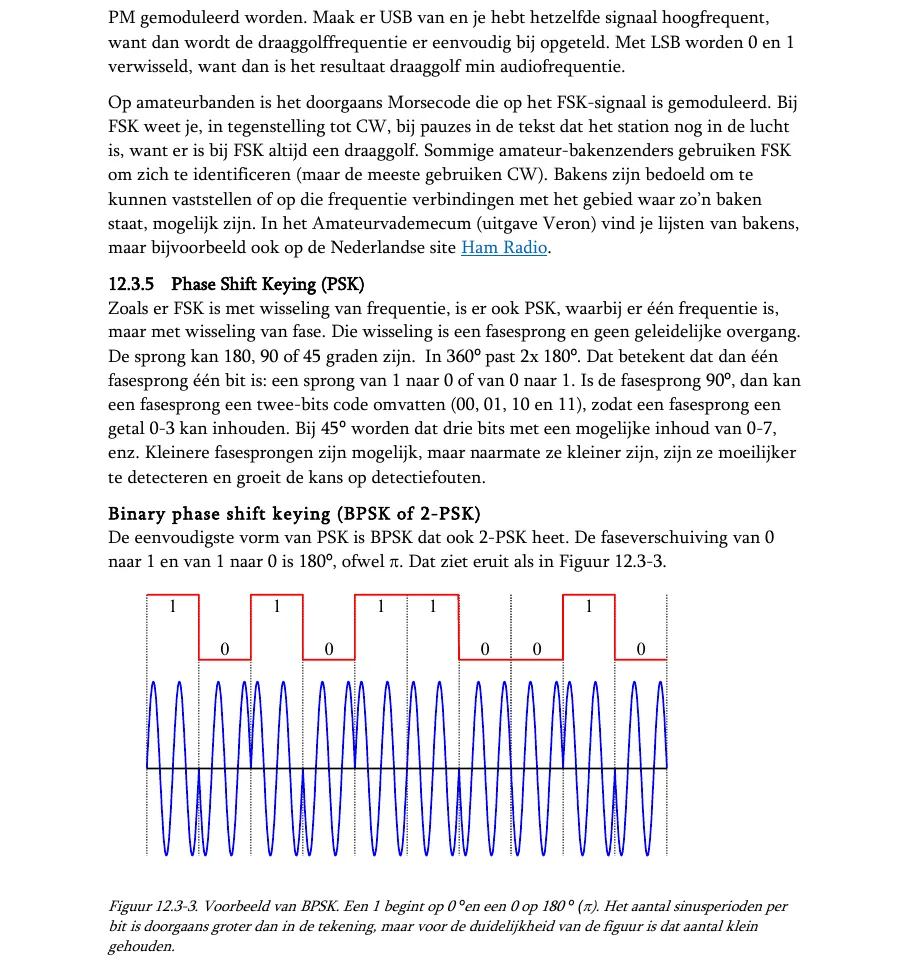 PM gemoduleerd worden. Maak er USB van en je hebt hetzelfde signaal hoogfrequent,
want dan wordt de draaggolffrequentie er eenvoudig bij opgeteld. Met LSB worden 0 en 1
verwisseld, want dan is het resultaat draaggolf min audiofrequentie.
Op amateurbanden is het doorgaans Morsecode die op het FSK-signaal is gemoduleerd. Bij
FSK weet je, in tegenstelling tot CW, bij pauzes in de tekst dat het station nog in de lucht
is, want er is bij FSK altijd een draaggolf. Sommige amateur-bakenzenders gebruiken FSK
om zich te identificeren (maar de meeste gebruiken CW). Bakens zijn bedoeld om te
kunnen vaststellen of op die frequentie verbindingen met het gebied waar zo’n baken
staat, mogelijk zijn. In het Amateurvademecum (uitgave Veron) vind je lijsten van bakens,
maar bijvoorbeeld ook op de Nederlandse site Ham Radio.
12.3.5 Phase Shift Keying (PSK)
Zoals er FSK is met wisseling van frequentie, is er ook PSK, waarbij er één frequentie is,
maar met wisseling van fase. Die wisseling is een fasesprong en geen geleidelijke overgang.
De sprong kan 180, 90 of 45 graden zijn. In 360° past 2x 180°. Dat betekent dat dan één
fasesprong één bit is: een sprong van 1 naar 0 of van 0 naar 1. Is de fasesprong 90°, dan kan
een fasesprong een twee-bits code omvatten (00, 01, 10 en 11), zodat een fasesprong een
getal 0-3 kan inhouden. Bij 45° worden dat drie bits met een mogelijke inhoud van 0-7,
enz. Kleinere fasesprongen zijn mogelijk, maar naarmate ze kleiner zijn, zijn ze moeilijker
te detecteren en groeit de kans op detectiefouten.
Binary phase shift keying (BPSK of 2-PSK)
De eenvoudigste vorm van PSK is BPSK dat ook 2-PSK heet. De faseverschuiving van 0
naar 1 en van 1 naar 0 is 180°, ofwel π. Dat ziet eruit als in Figuur 12.3-3.
1 0 1 0 1 1 0 0 1 0
Figuur 12.3-3. Voorbeeld van BPSK. Een 1 begint op 0°en een 0 op 180° (π). Het aantal sinusperioden per
bit is doorgaans groter dan in de tekening, maar voor de duidelijkheid van de figuur is dat aantal klein
gehouden.